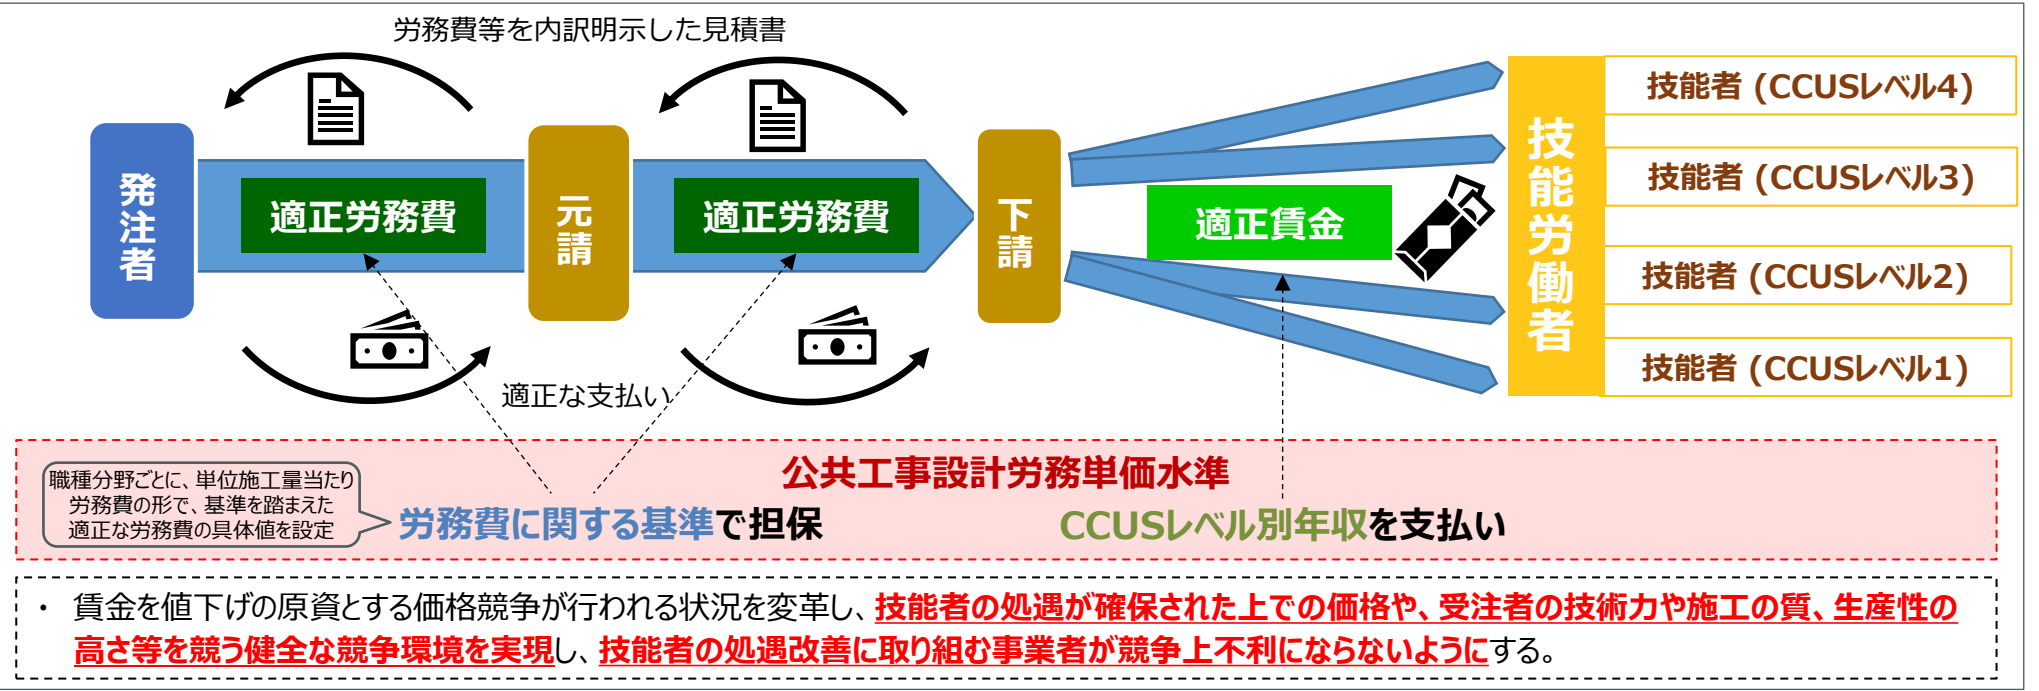 労務費等を内訳明示した見積書
発注者
適正労務費
元請
適正労務費
下請
適正賃金
技能労働者
技能者 (CCUSレベル4)
技能者 (CCUSレベル3)
技能者 (CCUSレベル2)
技能者 (CCUSレベル1)
適正な支払い
公共工事設計労務単価水準
職種分野ごとに、単位施工量当たり
労務費の形で、基準を踏まえた
適正な労務費の具体値を設定
労務費に関する基準で担保
CCUSレベル別年収を支払い
・ 賃金を値下げの原資とする価格競争が行われる状況を変革し、技能者の処遇が確保された上での価格や、受注者の技術力や施工の質、生産性の
高さ等を競う健全な競争環境を実現し、技能者の処遇改善に取り組む事業者が競争上不利にならないようにする。